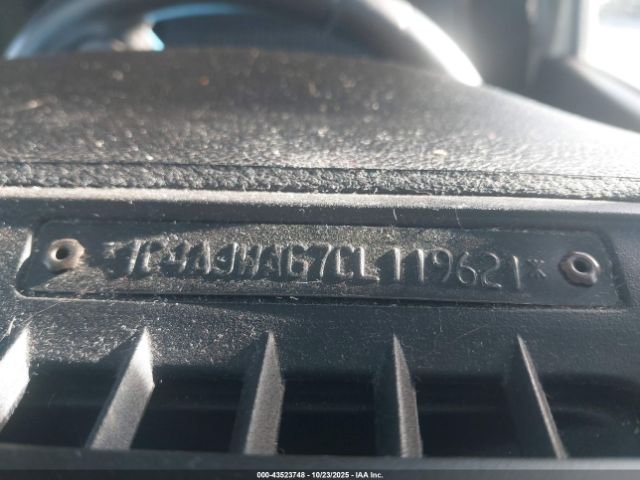 *1C4AJWAG7CL119621*
000-43523748 - 10/23/2025 - IAA Inc.